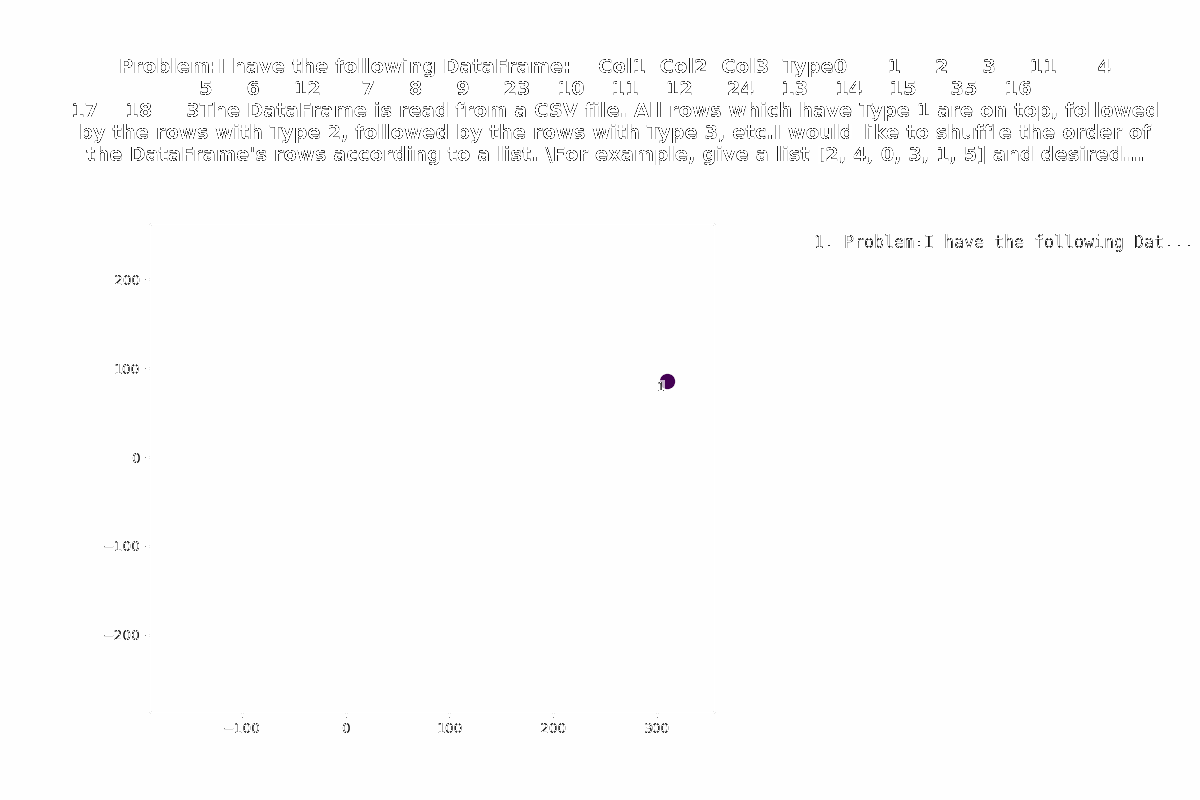 Problem:I have the following DataFrame:    Col1  Col2  Col3  Type0      1     2     3     11     4
5     6     12      7     8     9     23    10    11    12     24    13    14    15    35    16
17    18     3The DataFrame is read from a CSV file. All rows which have Type 1 are on top, followed
by the rows with Type 2, followed by the rows with Type 3, etc.I would like to shuffle the order of
the DataFrame's rows according to a list. \For example, give a list [2, 4, 0, 3, 1, 5] and desired...
1. Problem:I have the following Dat...
200
100
1
0
−100
−200
−100 0 100 200 300